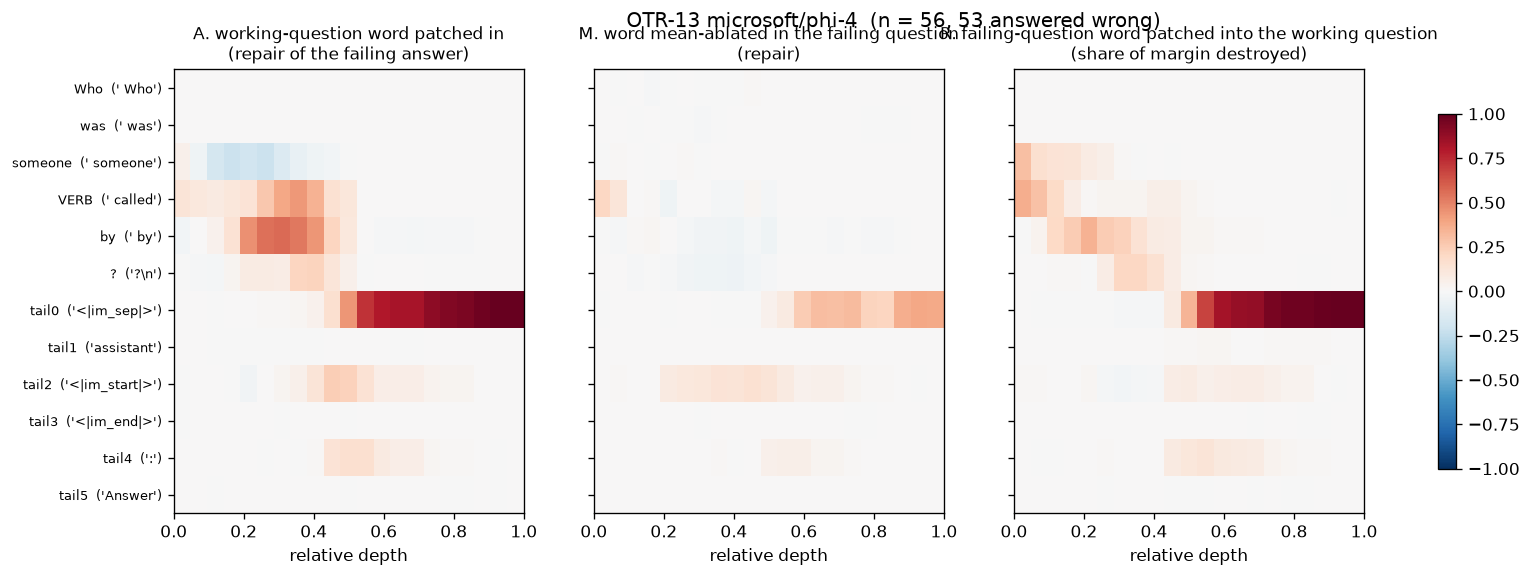 OTR-13 microsoft/phi-4 (n = 56, 53 answered wrong)
A. working-question word patched in
(repair of the failing answer)
M. word mean-ablated in the failing question
(repair)
failing-question word patched into the working question
(share of margin destroyed)
Who (' Who')
was (' was')
someone (' someone')
VERB (' called')
by (' by')
? ('?\n')
tail0 ('<|im_sep|>')
tail1 ('assistant')
tail2 ('<|im_start|>')
tail3 ('<|im_end|>')
tail4 (':')
tail5 ('Answer')
0.0 0.2 0.4 0.6 0.8 1.0
relative depth
0.0 0.2 0.4 0.6 0.8 1.0
relative depth
0.0 0.2 0.4 0.6 0.8 1.0
relative depth
1.00
0.75
0.50
0.25
0.00
−0.25
−0.50
−0.75
−1.00